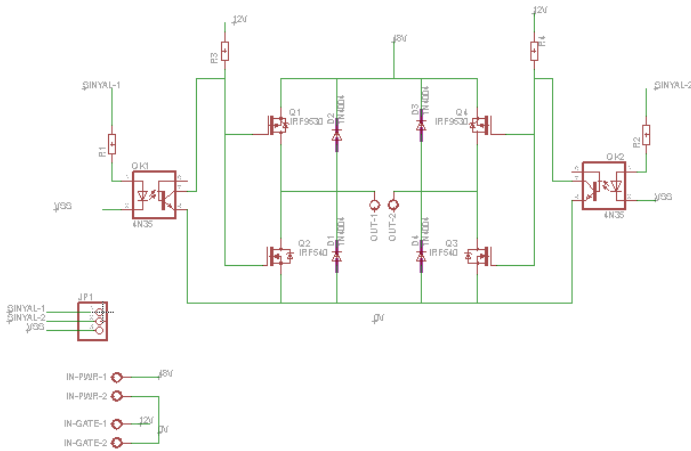 12V
12V
48V
R3
R4
SINYAL-1
SINYAL-2
Q1
IRF9530
D2
1N4004
D3
1N4004
Q4
IRF9530
R1
R2
OK1
OK2
VSS
4N35
OUT-1
OUT-2
VSS
4N35
Q2
IRF540
D1
1N4004
D4
1N4004
Q3
IRF540
JP1
SINYAL-1
SINYAL-2
VSS
0V
IN-PWR-1
48V
IN-PWR-2
IN-GATE-1
12V
0V
IN-GATE-2